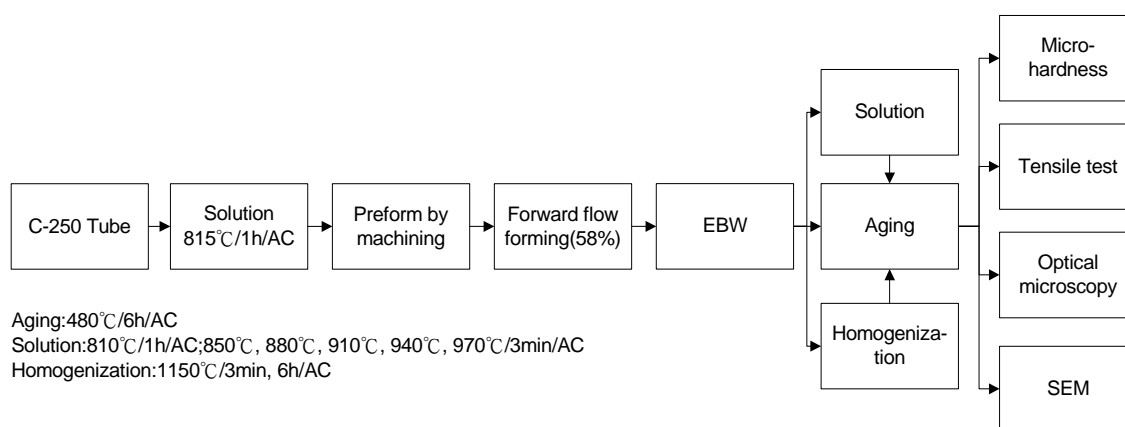 Micro-
hardness
Solution
Tensile test
C-250 Tube
Solution
815℃/1h/AC
Preform by
machining
Forward flow
forming(58%)
EBW
Aging
Optical
microscopy
Homogeniza-
tion
SEM
Aging:480℃/6h/AC
Solution:810℃/1h/AC;850℃, 880℃, 910℃, 940℃, 970℃/3min/AC
Homogenization:1150℃/3min, 6h/AC